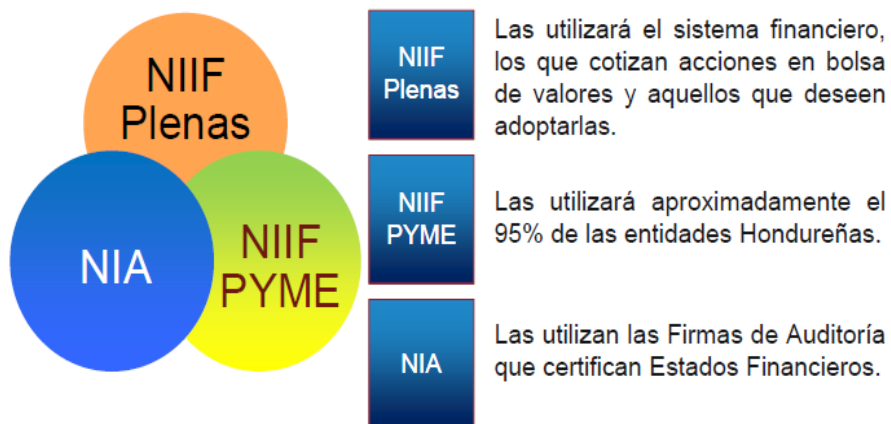 NIIF
Plenas
NIA
NIIF
PYME
NIIF
Plenas
Las utilizará el sistema financiero,
los que cotizan acciones en bolsa
de valores y aquellos que deseen
adoptarlas.
NIIF
PYME
Las utilizará aproximadamente el
95% de las entidades Hondureñas.
NIA
Las utilizan las Firmas de Auditoría
que certifican Estados Financieros.